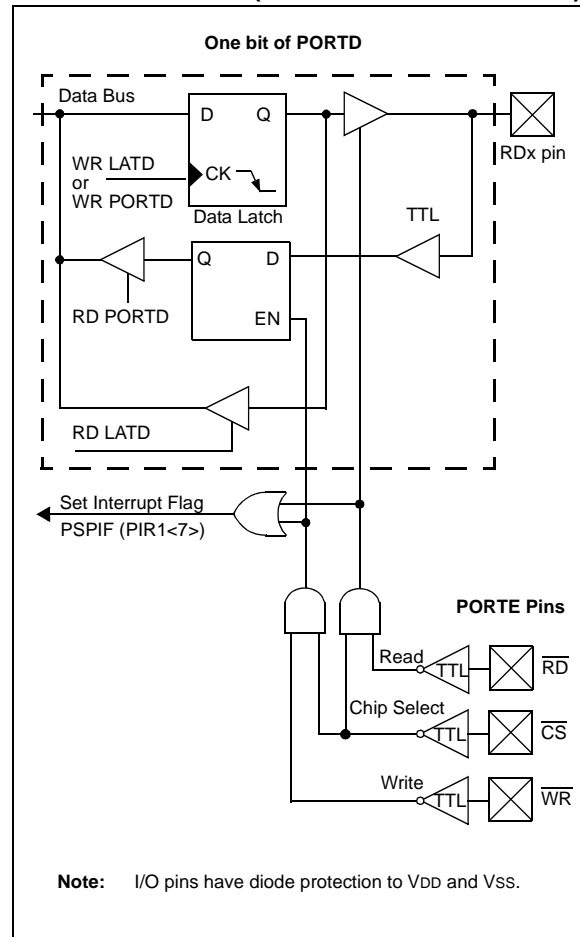 One bit of PORTD
Data Bus
D Q
RDx pin
WR LATD
or
WR PORTD
CK
Data Latch
TTL
Q D
EN
RD PORTD
RD LATD
Set Interrupt Flag
PSPIF (PIR1<7>)
PORTE Pins
Read
TTL
RD
Chip Select
TTL
CS
Write
TTL
WR
Note: I/O pins have diode protection to VDD and VSS.